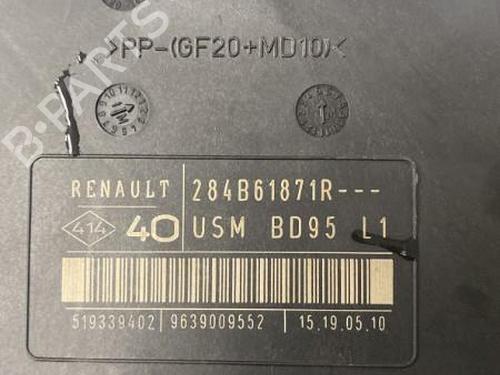 >PP-(GF20+MD10)<
B-PARTS
RENAULT 284B61871R---
414 40 USM BD95 L1
519339402 9639009552 15.19.05.10